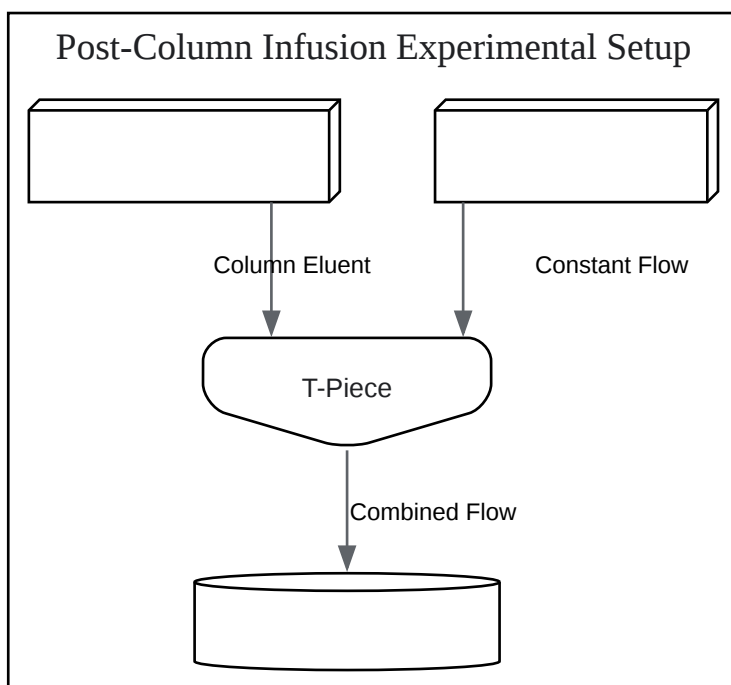 Post-Column Infusion Experimental Setup
Column Eluent
Constant Flow
T-Piece
Combined Flow